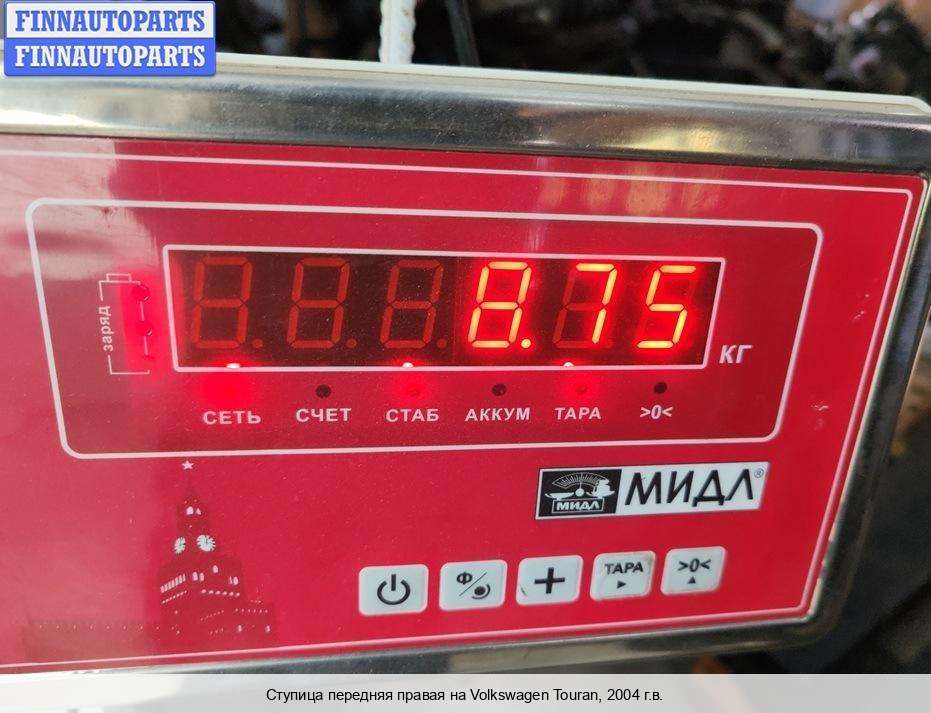 FINNAUTOPARTS
FINNAUTOPARTS
заряд
8.75
КГ
СЕТЬ СЧЕТ СТАБ АККУМ ТАРА >0<
МИДЛ МИДЛ®
Ф ТАРА >0<
Ступица передняя правая на Volkswagen Touran, 2004 г.в.